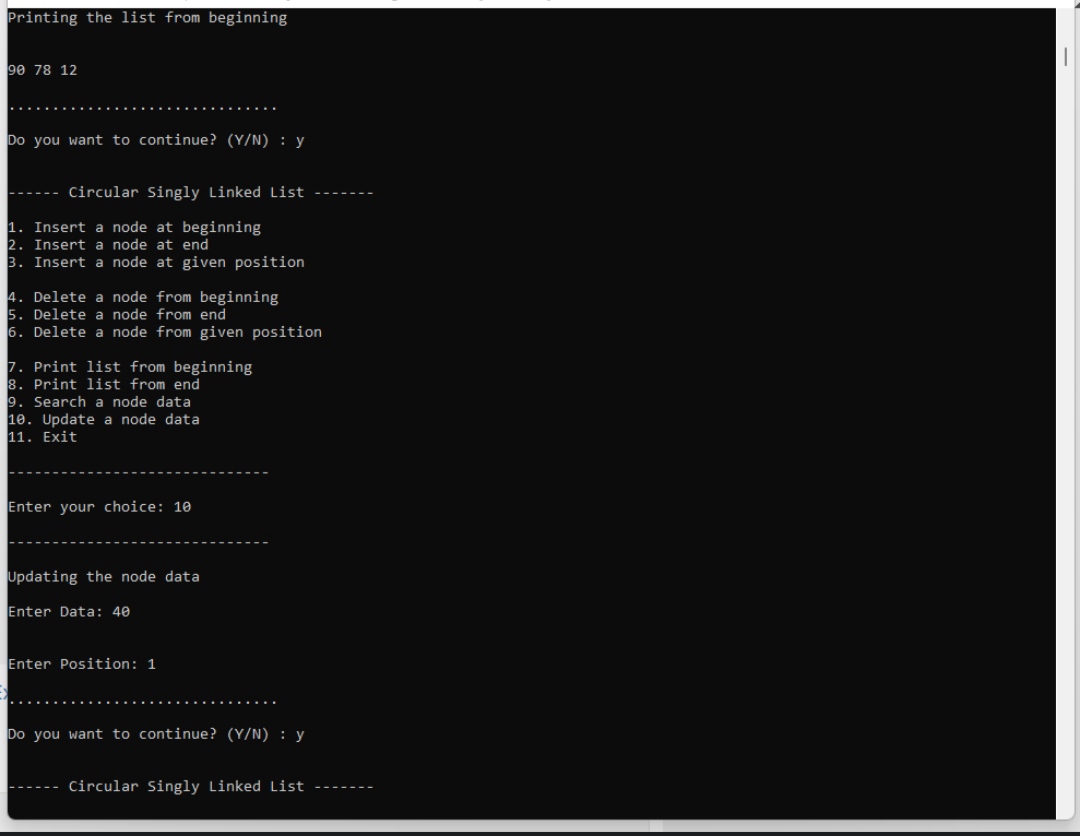 Printing the list from beginning
90 78 12
...............................
Do you want to continue? (Y/N) : y
------ Circular Singly Linked List -------
1. Insert a node at beginning
2. Insert a node at end
3. Insert a node at given position
4. Delete a node from beginning
5. Delete a node from end
6. Delete a node from given position
7. Print list from beginning
8. Print list from end
9. Search a node data
10. Update a node data
11. Exit
------------------------------
Enter your choice: 10
------------------------------
Updating the node data
Enter Data: 40
Enter Position: 1
...............................
Do you want to continue? (Y/N) : y
------ Circular Singly Linked List -------